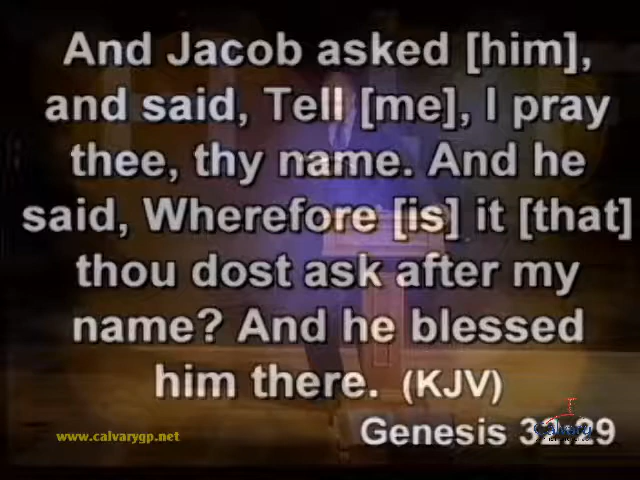 And Jacob asked [him],
and said, Tell [me], I pray
thee, thy name. And he
said, Wherefore [is] it [that]
thou dost ask after my
name? And he blessed
him there. (KJV)
Genesis 32:29
www.calvarygp.net
Calvary